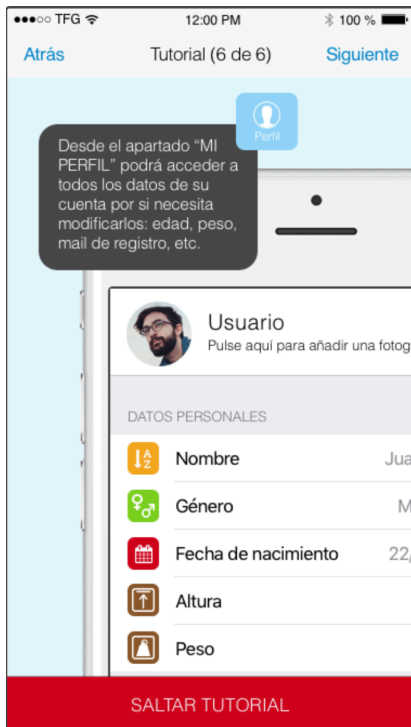 TFG 12:00 PM 100 %
Atrás Tutorial (6 de 6) Siguiente
Perfil
Desde el apartado “MI
PERFIL” podrá acceder a
todos los datos de su
cuenta por si necesita
modificarlos: edad, peso,
mail de registro, etc.
Usuario
Pulse aquí para añadir una fotog
DATOS PERSONALES
Nombre Jua
Género M
Fecha de nacimiento 22/
Altura
Peso
SALTAR TUTORIAL